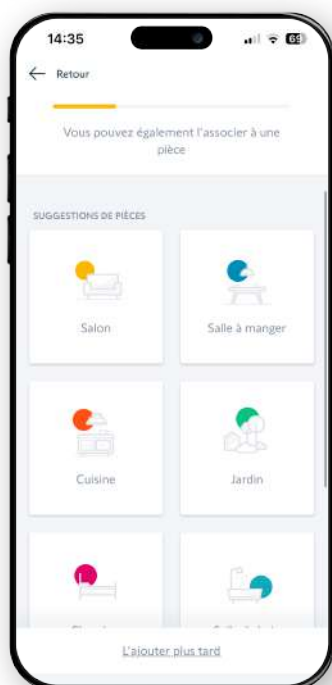 14:35
69
Retour
Vous pouvez également l'associer à une
pièce
SUGGESTIONS DE PIÈCES
Salon
Salle à manger
Cuisine
Jardin
L'ajouter plus tard